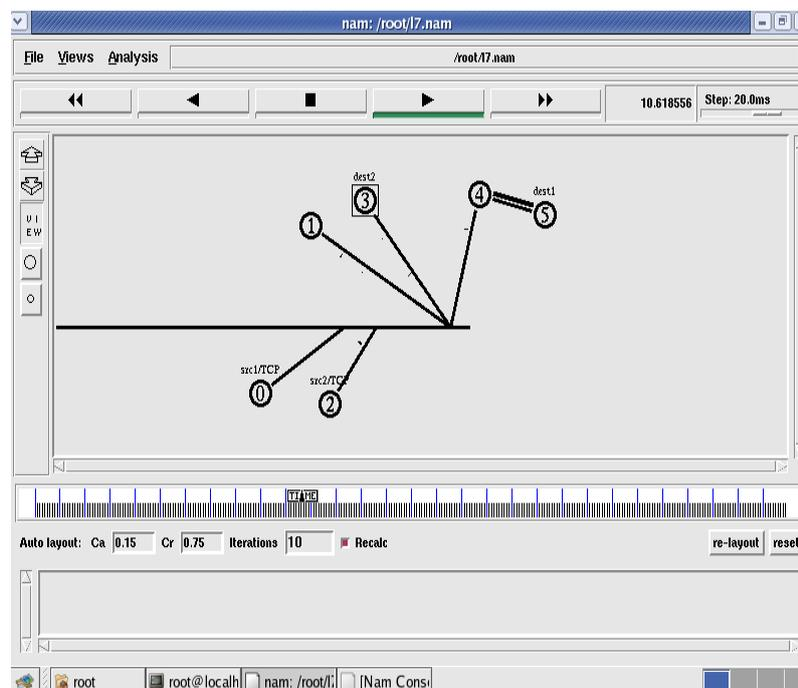 nam: /root/l7.nam
File Views Analysis /root/l7.nam
10.618556 Step: 20.0ms
V I
E W
dest2
3
1
4
dest1
5
src1/TCP
0
src2/TCP
2
TIME
Auto layout: Ca 0.15 Cr 0.75 Iterations 10 Recalc re-layout reset
root root@localh nam: /root/l7 [Nam Cons